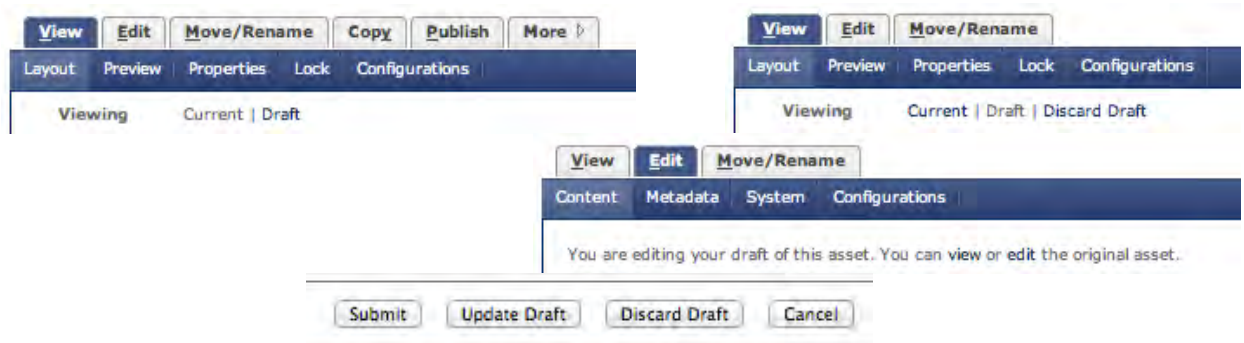 View Edit Move/Rename Copy Publish More
Layout Preview Properties Lock Configurations
Viewing Current | Draft
View Edit Move/Rename
Layout Preview Properties Lock Configurations
Viewing Current | Draft | Discard Draft
View Edit Move/Rename
Content Metadata System Configurations
You are editing your draft of this asset. You can view or edit the original asset.
Submit Update Draft Discard Draft Cancel